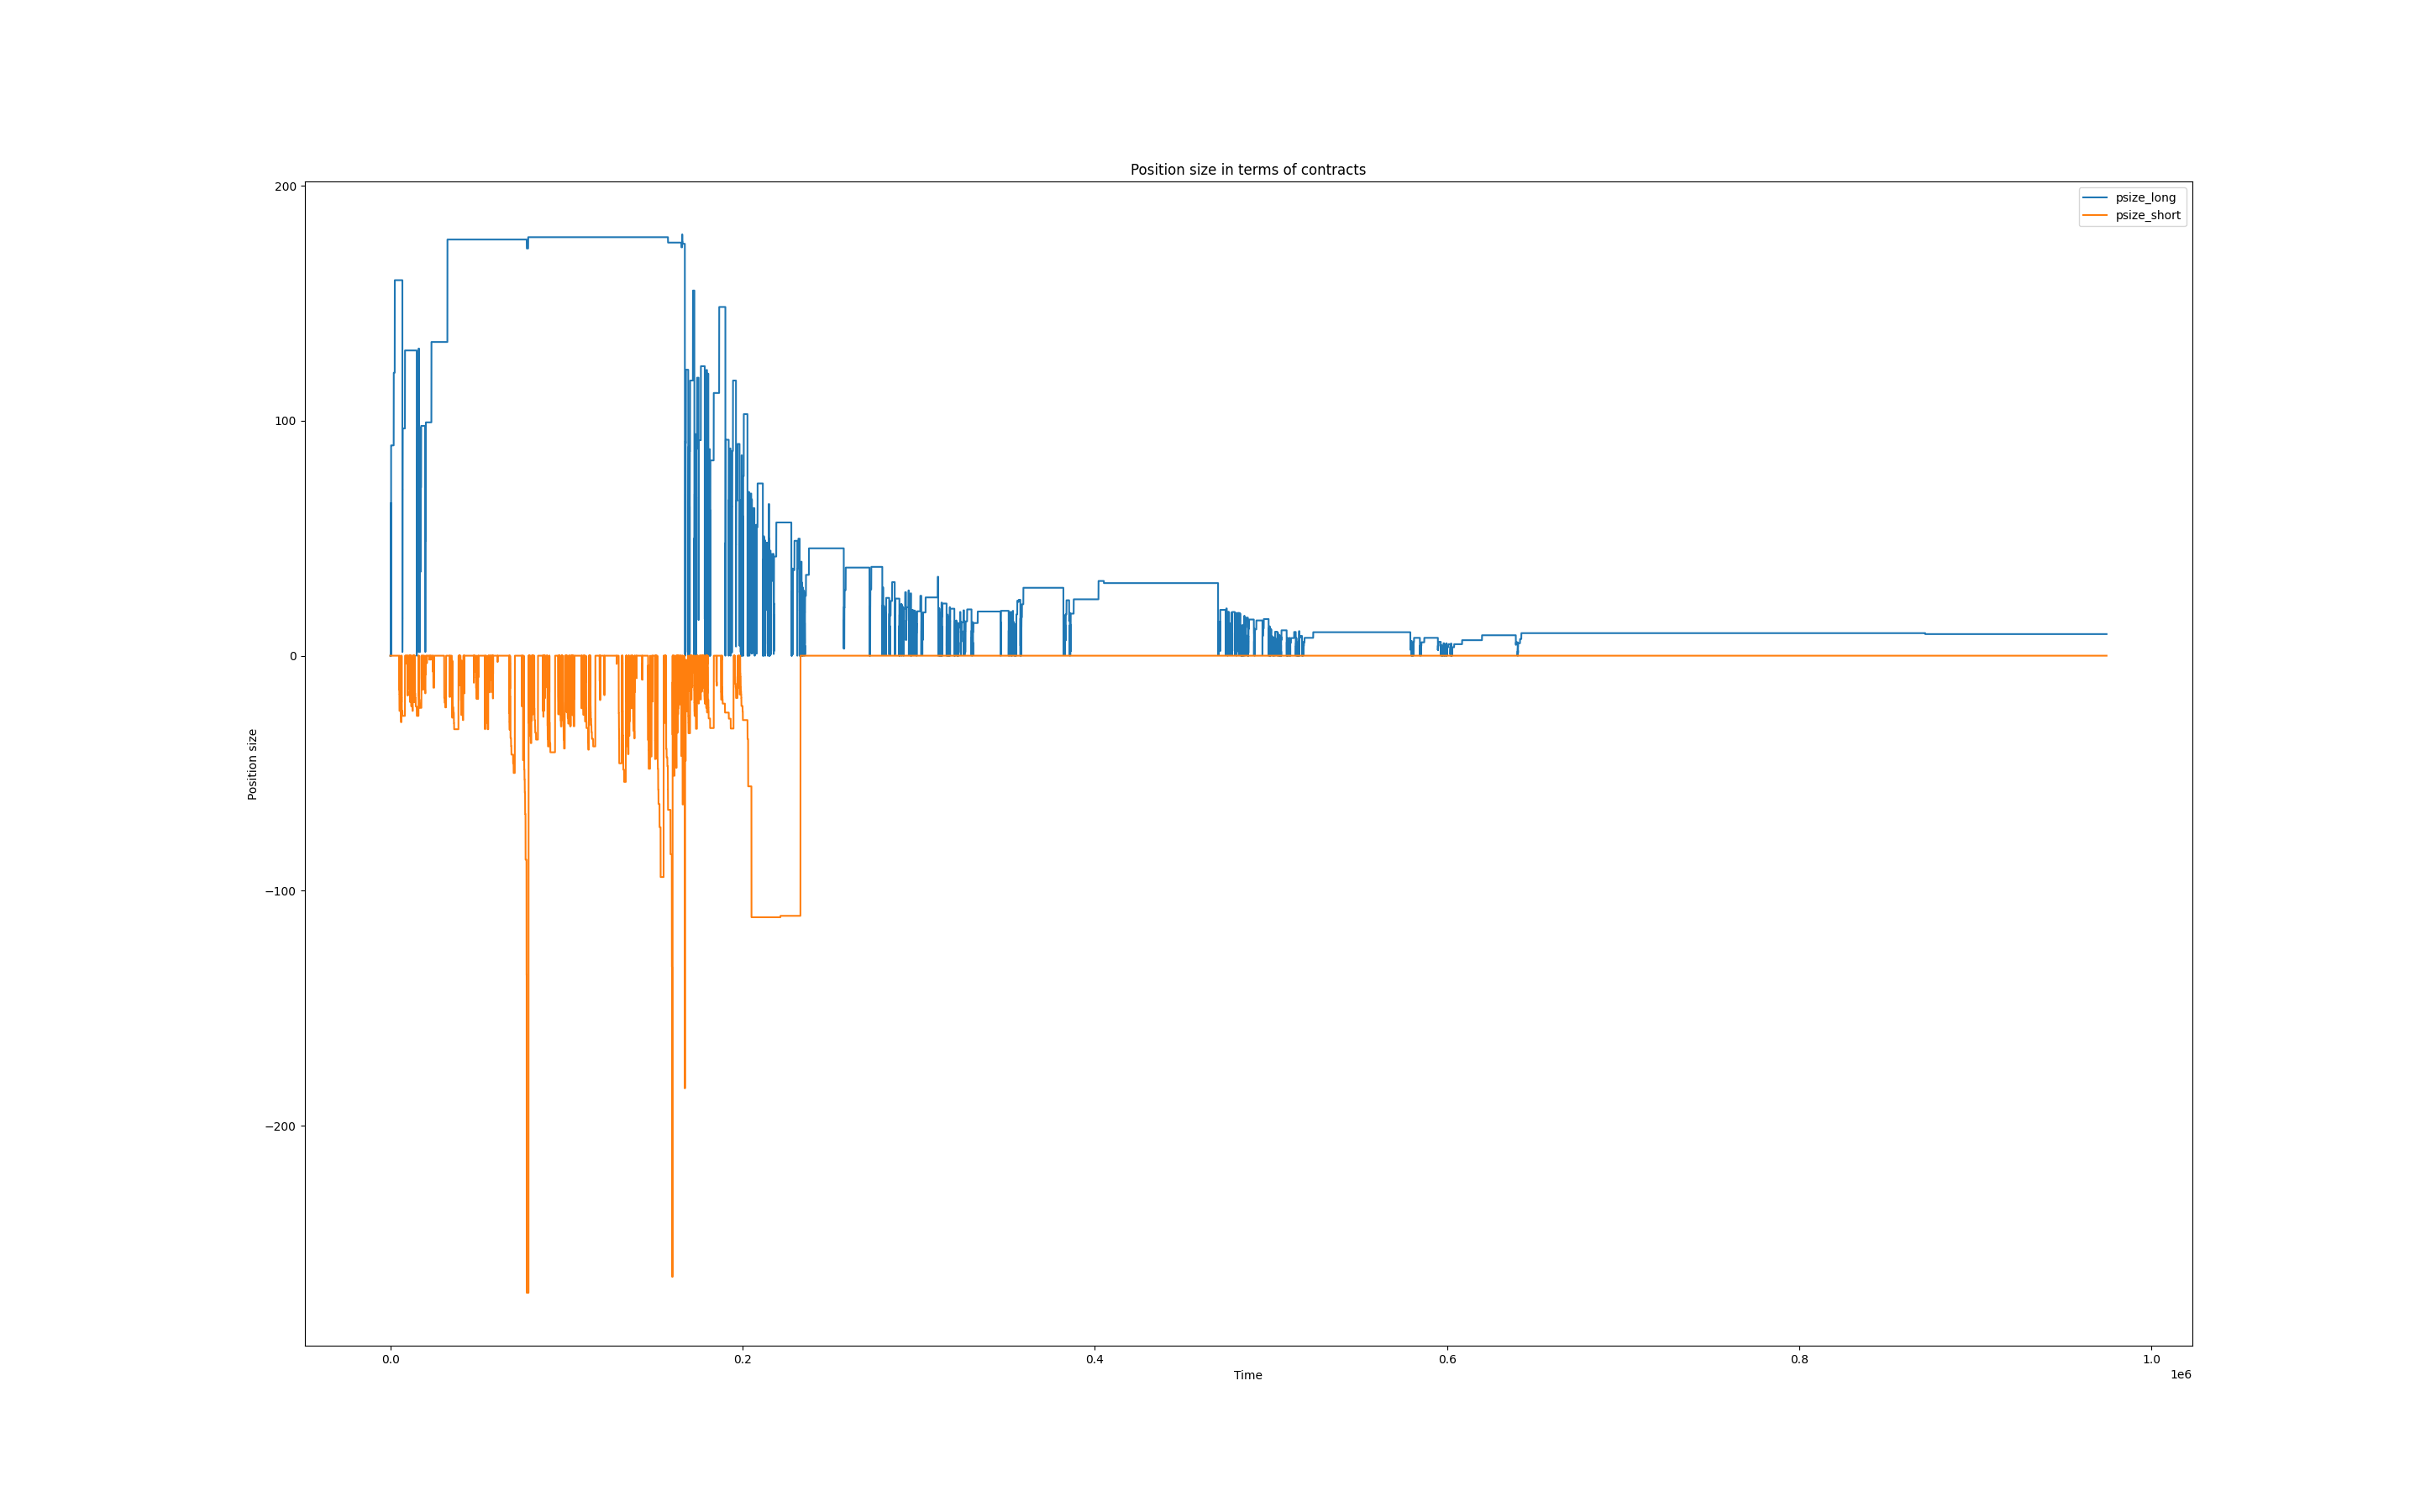 Position size in terms of contracts
psize_long
psize_short
200
100
0
−100
−200
Position size
0.0
0.2
0.4
0.6
0.8
1.0
1e6
Time